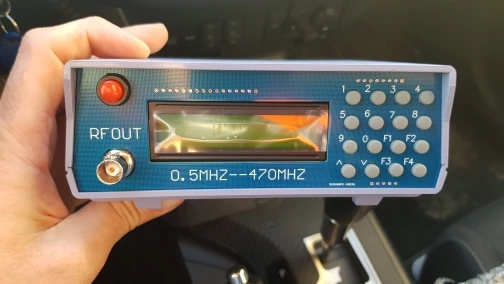 1 2 3 4
5 6 7 8
RFOUT
9 0 F1 F2
^ v F3 F4
0.5MHZ--470MHZ